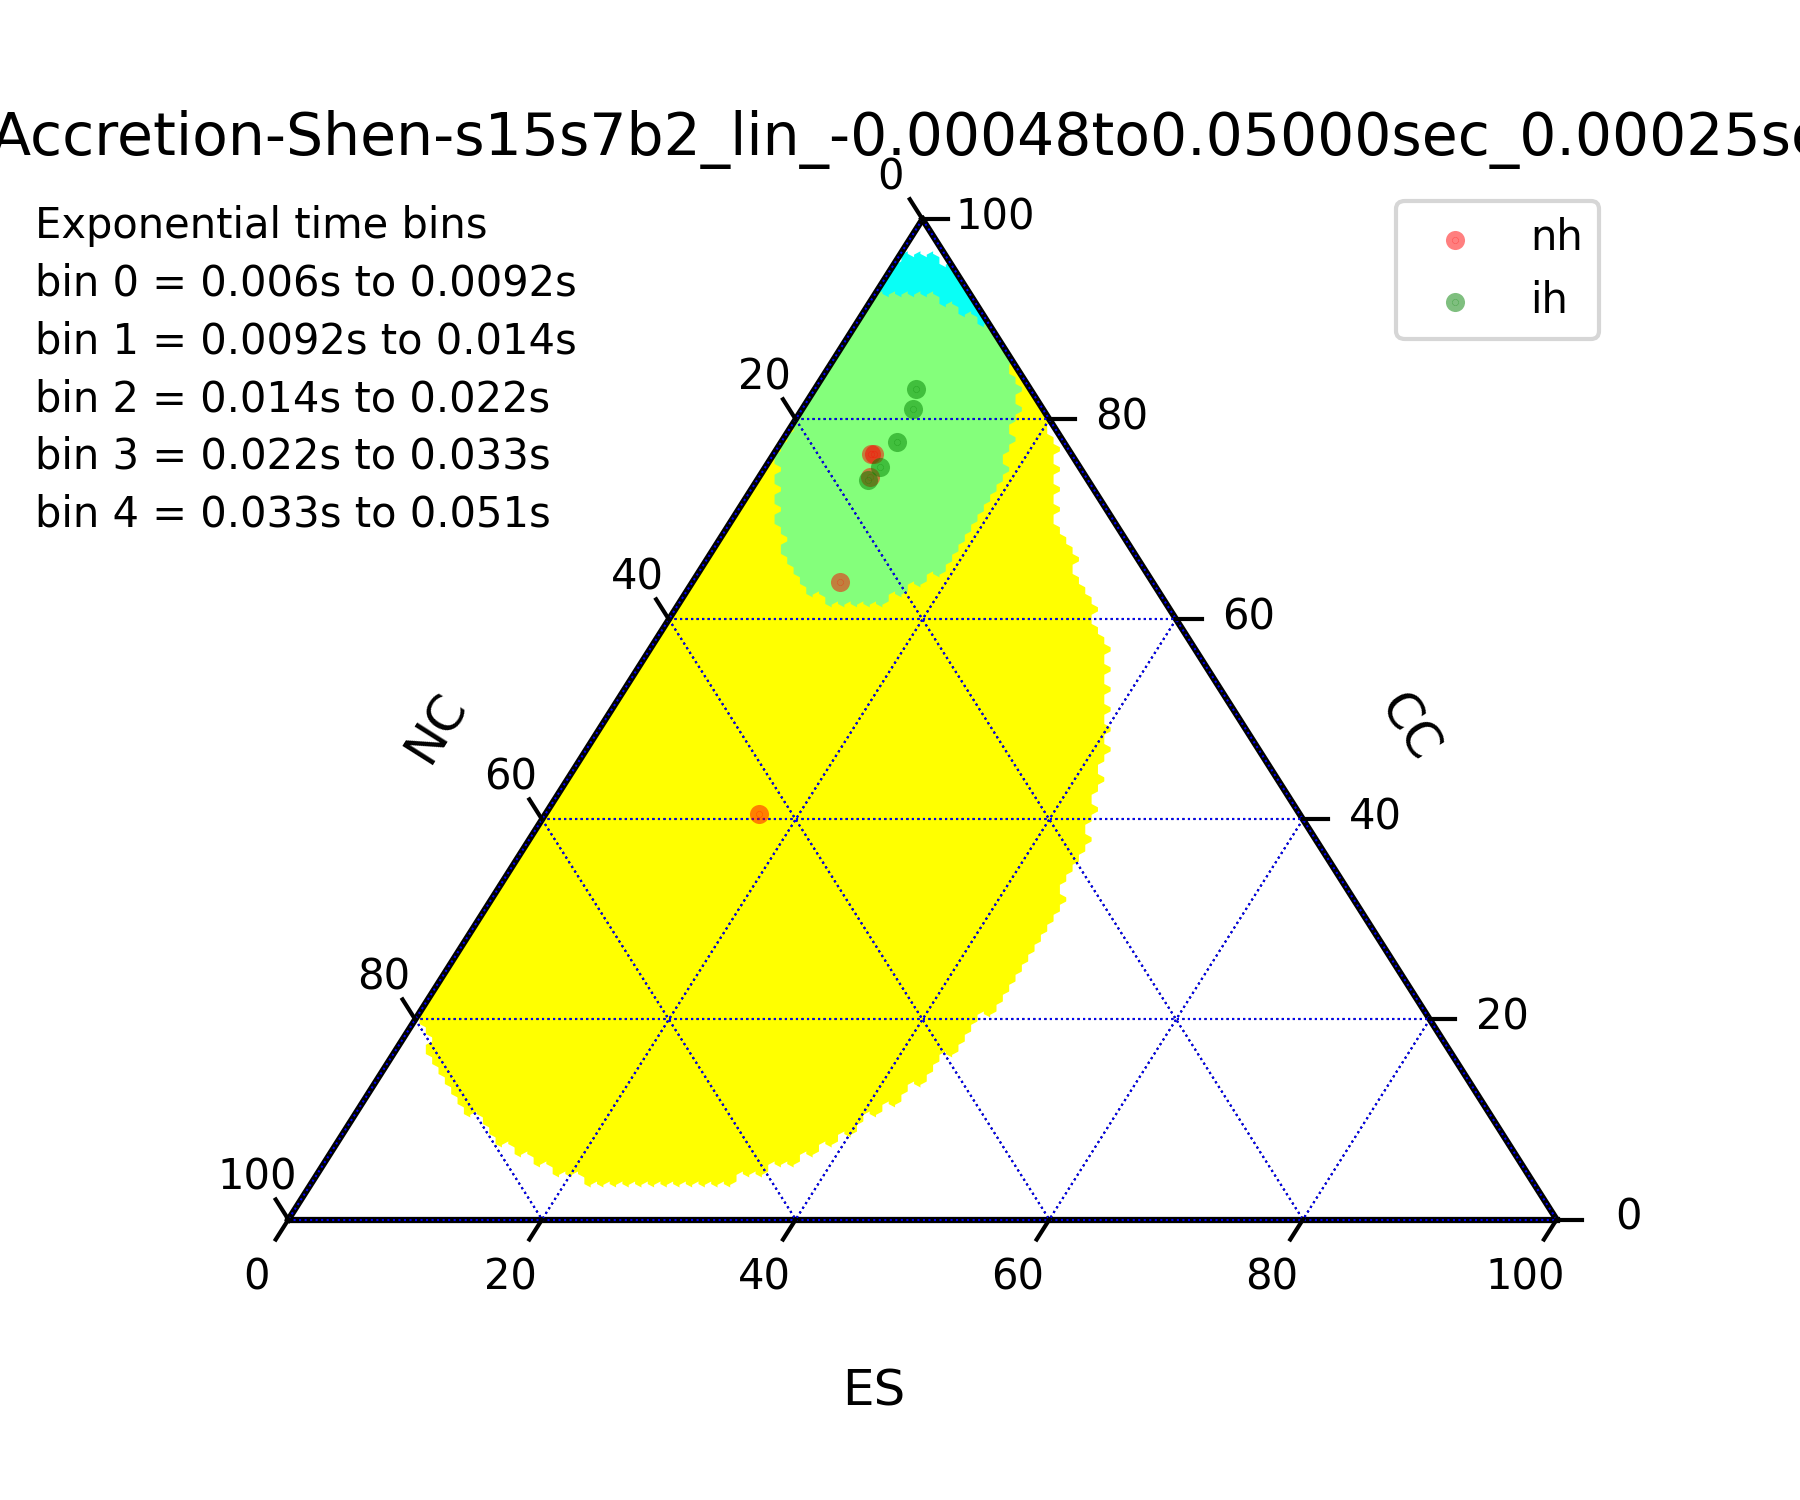 Accretion-Shen-s15s7b2_lin_-0.00048to0.05000sec_0.00025se
0
100
Exponential time bins
bin 0 = 0.006s to 0.0092s
bin 1 = 0.0092s to 0.014s
bin 2 = 0.014s to 0.022s
bin 3 = 0.022s to 0.033s
bin 4 = 0.033s to 0.051s
nh
ih
20
80
40
60
NC
CC
60
40
80
20
100
0
0
20
40
60
80
100
ES